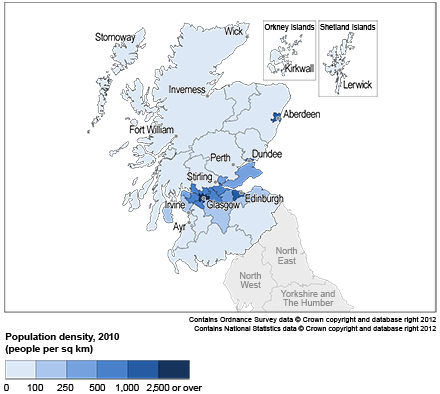 Orkney Islands
Shetland Islands
Wick
Stornoway
Kirkwall
Lerwick
Inverness
Aberdeen
Fort William
Perth
Dundee
Stirling
Irvine
Glasgow
Edinburgh
Ayr
North
East
North
West
Yorkshire and
The Humber
Contains Ordnance Survey data © Crown copyright and database right 2012
Contains National Statistics data © Crown copyright and database right 2012
Population density, 2010
(people per sq km)
0 100 250 500 1,000 2,500 or over